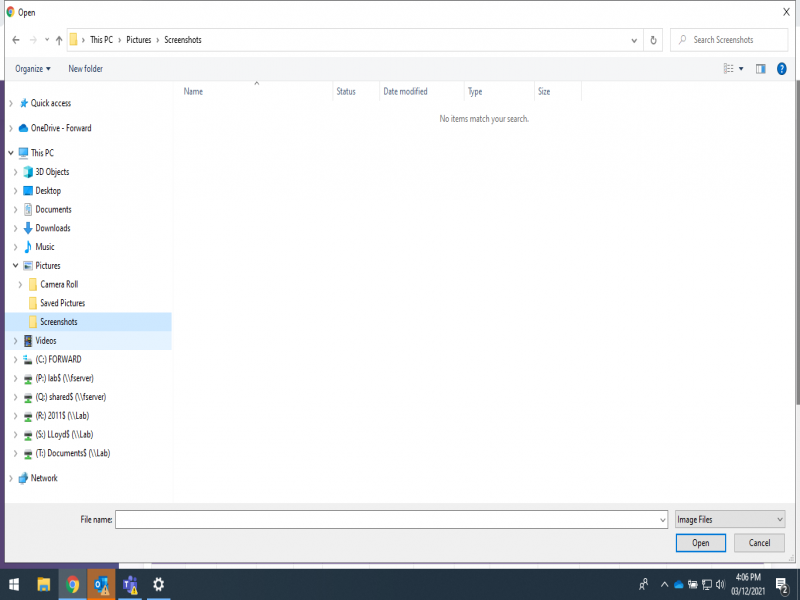 Open
This PC
Pictures
Screenshots
Search Screenshots
Organize
New folder
Name
Status
Date modified
Type
Size
No items match your search.
Quick access
OneDrive - Forward
This PC
3D Objects
Desktop
Documents
Downloads
Music
Pictures
Camera Roll
Saved Pictures
Screenshots
Videos
(C:) FORWARD
(P:) lab$ (\\fserver)
(Q:) shared$ (\\fserver)
(R:) 2011$ (\\Lab)
(S:) LLoyd$ (\\Lab)
(T:) Documents$ (\\Lab)
Network
File name:
Image Files
Open
Cancel
4:06 PM
03/12/2021
2